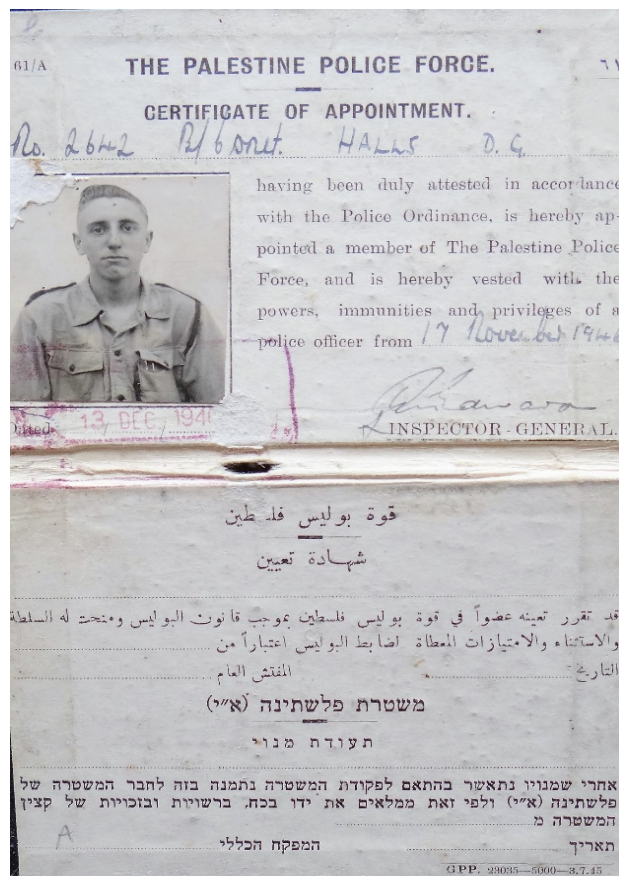 61/A
THE PALESTINE POLICE FORCE.
CERTIFICATE OF APPOINTMENT.
No. 2642 B/Const. HALLS D. G
having been duly attested in accordance
with the Police Ordinance, is hereby ap-
pointed a member of The Palestine Police
Force, and is hereby vested with the
powers, immunities and privileges of a
police officer from 17 November 1946
13 DEC 194
INSPECTOR-GENERAL.
قوة بوليس فلسطين
شهادة تعيين
قد تقرر تعينه عضواً في قوة بوليس فلسطين بموجب قانون البوليس ومنحت له السلطة
والاستثناء والامتيازات المعطاة لضابط البوليس اعتباراً من
التاريخ المفتش العام
משטרת פלשתינה (א״י)
תעודת מנוי
אחרי שמנויו נתאשר בהתאם לפקודת המשטרה נתמנה בזה לחבר המשטרה של
פלשתינה (א״י) ולפי זאת ממלאים את ידו בכח, ברשויות ובזכויות של קצין
המשטרה מ
תאריך המפקח הכללי
A
GPP. 29035—5000—3.7.45